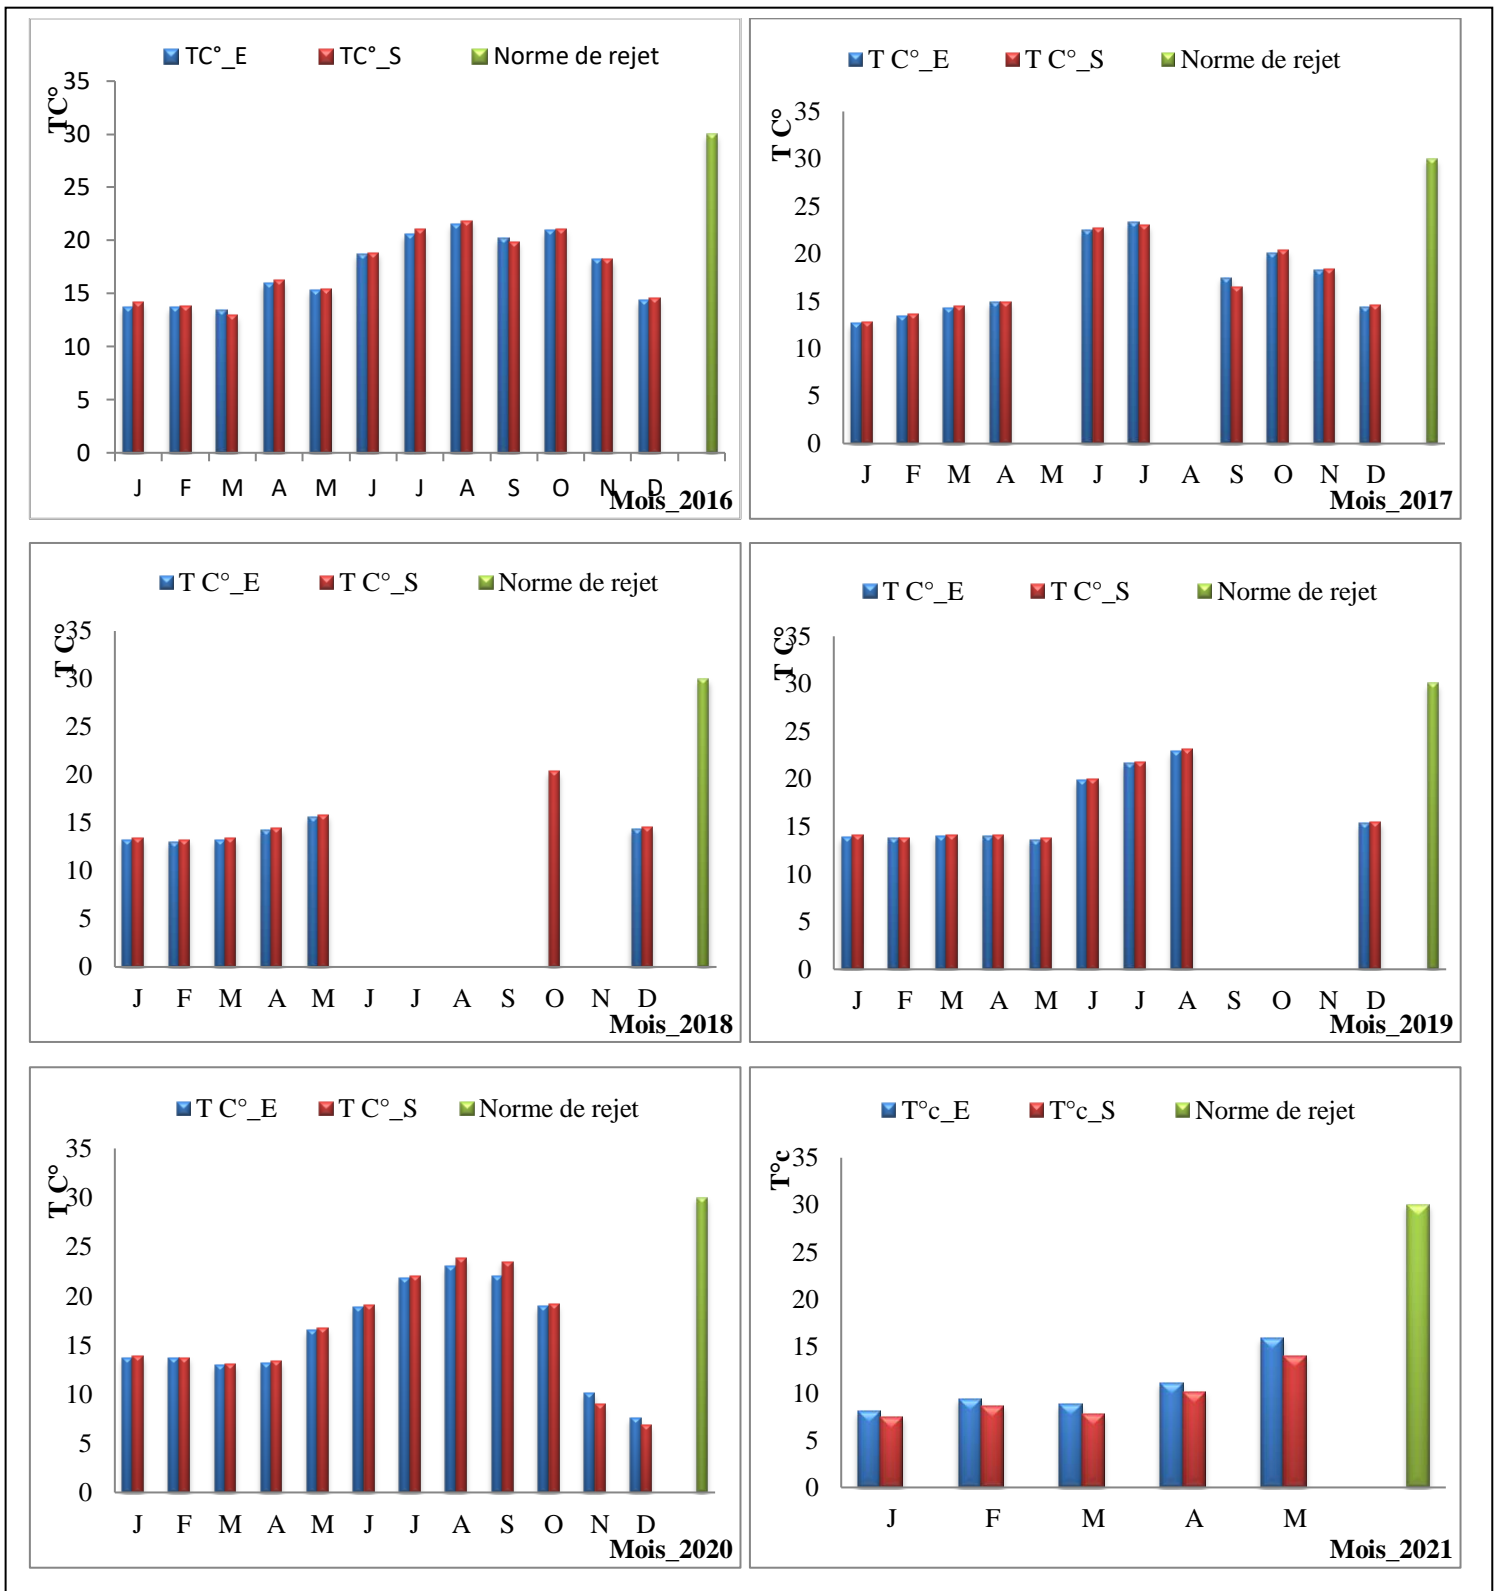 TC°_E TC°_S Norme de rejet
TC°
35
30
25
20
15
10
5
0
J F M A M J J A S O N D
Mois_2016
T C°_E T C°_S Norme de rejet
T C°
35
30
25
20
15
10
5
0
J F M A M J J A S O N D
Mois_2017
T C°_E T C°_S Norme de rejet
T C°
35
30
25
20
15
10
5
0
J F M A M J J A S O N D
Mois_2018
T C°_E T C°_S Norme de rejet
T C°
35
30
25
20
15
10
5
0
J F M A M J J A S O N D
Mois_2019
T C°_E T C°_S Norme de rejet
T C°
35
30
25
20
15
10
5
0
J F M A M J J A S O N D
Mois_2020
T°c_E T°c_S Norme de rejet
T°c
35
30
25
20
15
10
5
0
J F M A M
Mois_2021